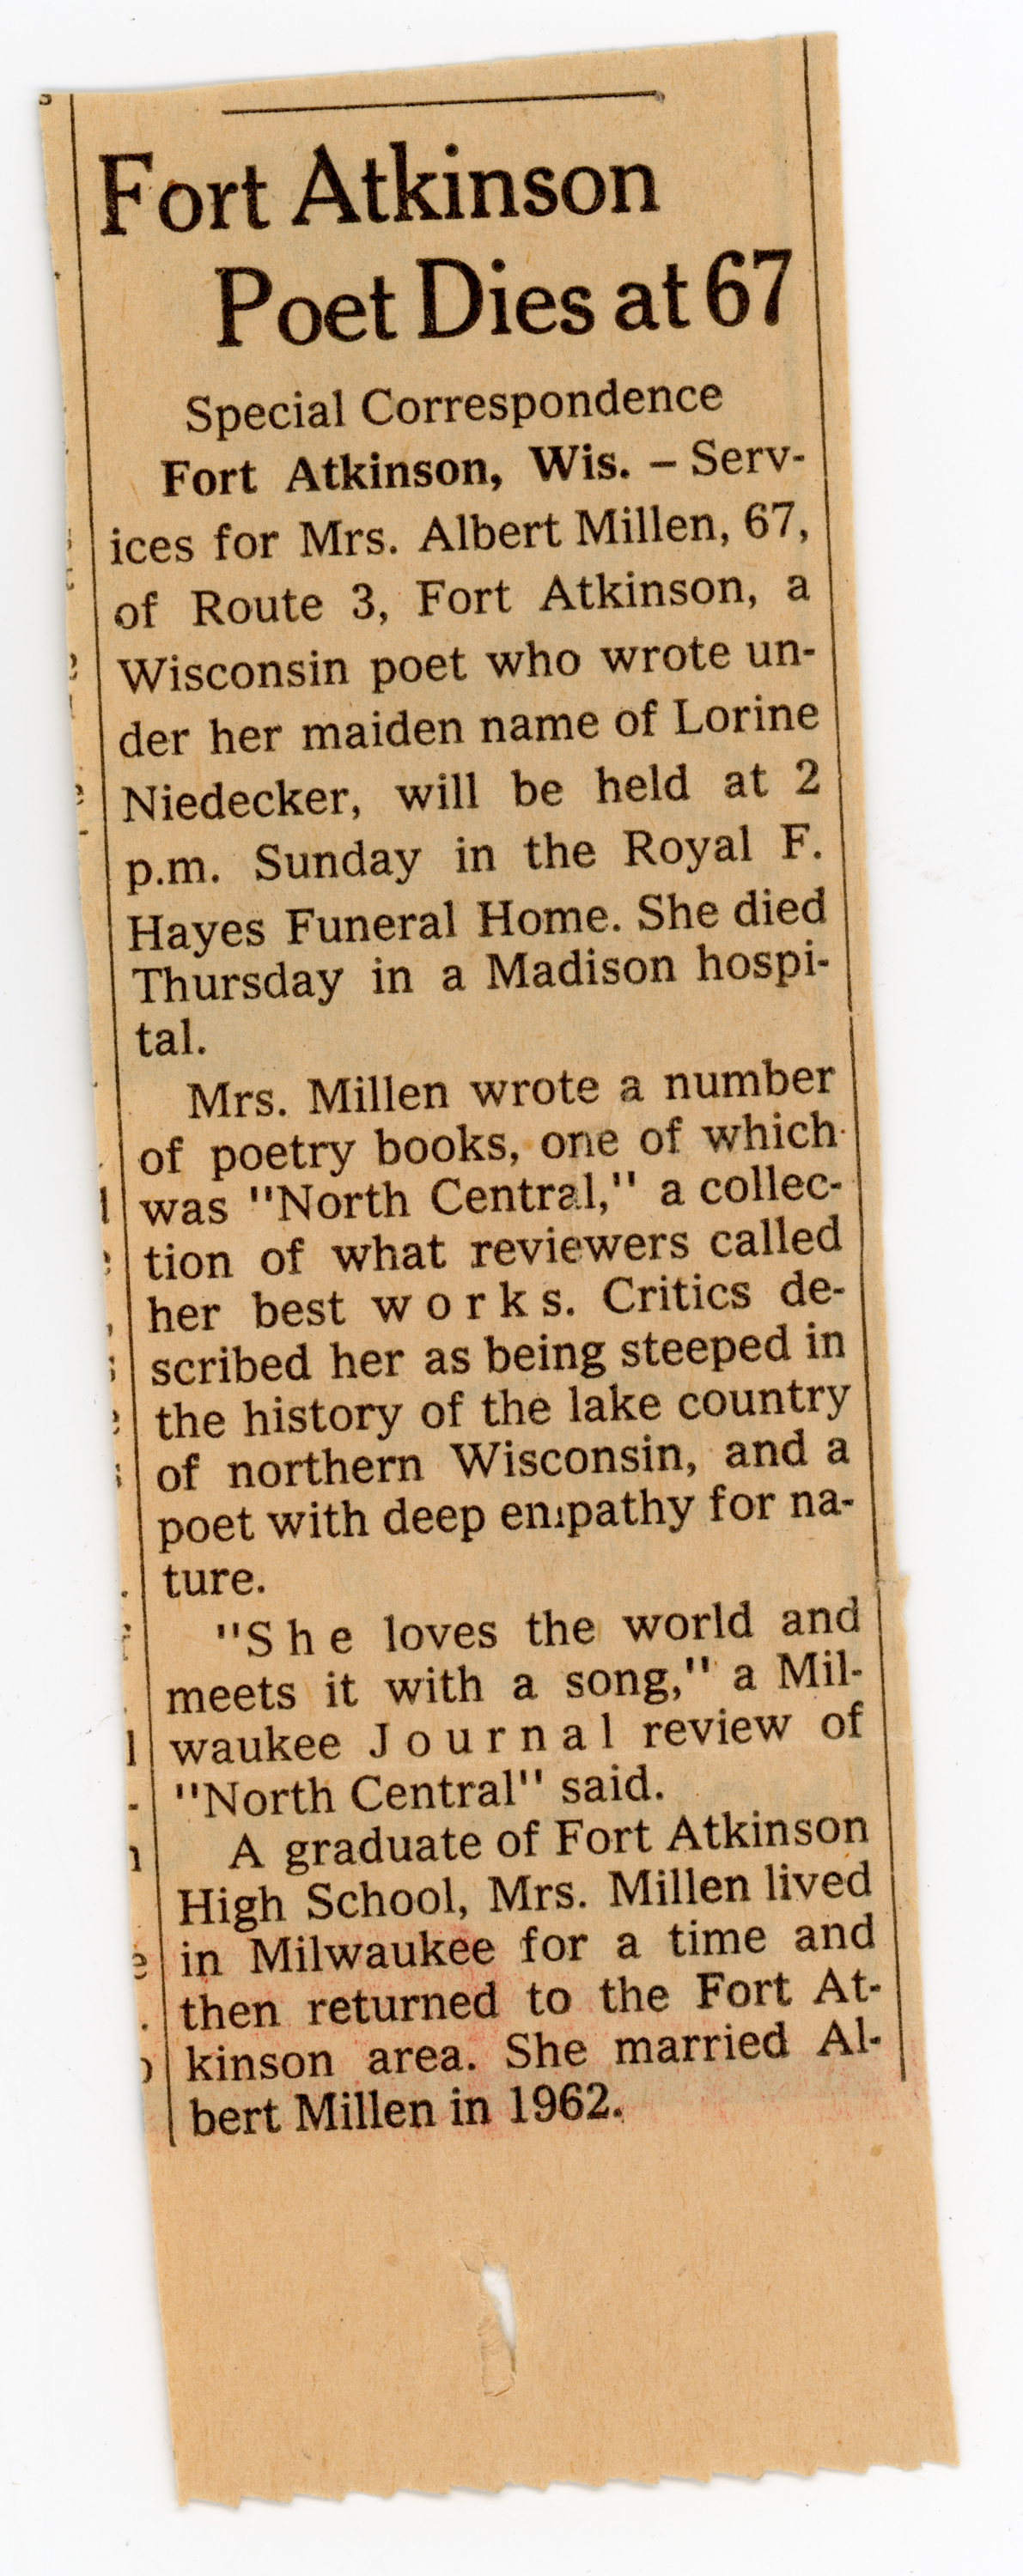 Fort Atkinson
Poet Dies at 67
Special Correspondence
Fort Atkinson, Wis. – Serv-
ices for Mrs. Albert Millen, 67,
of Route 3, Fort Atkinson, a
Wisconsin poet who wrote un-
der her maiden name of Lorine
Niedecker, will be held at 2
p.m. Sunday in the Royal F.
Hayes Funeral Home. She died
Thursday in a Madison hospi-
tal.
Mrs. Millen wrote a number
of poetry books, one of which
was "North Central," a collec-
tion of what reviewers called
her best works. Critics de-
scribed her as being steeped in
the history of the lake country
of northern Wisconsin, and a
poet with deep empathy for na-
ture.
"She loves the world and
meets it with a song," a Mil-
waukee Journal review of
"North Central" said.
A graduate of Fort Atkinson
High School, Mrs. Millen lived
in Milwaukee for a time and
then returned to the Fort At-
kinson area. She married Al-
bert Millen in 1962.